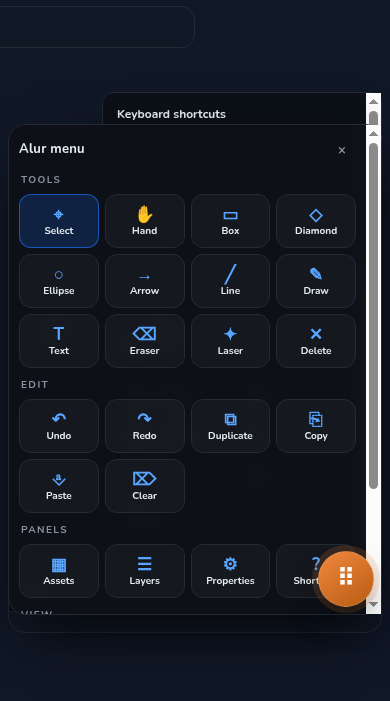 Keyboard shortcuts
Alur menu
×
TOOLS
Select
Hand
Box
Diamond
Ellipse
Arrow
Line
Draw
T
Text
Eraser
Laser
Delete
EDIT
Undo
Redo
Duplicate
Copy
Paste
Clear
PANELS
Assets
Layers
Properties
?
Short
VIEW